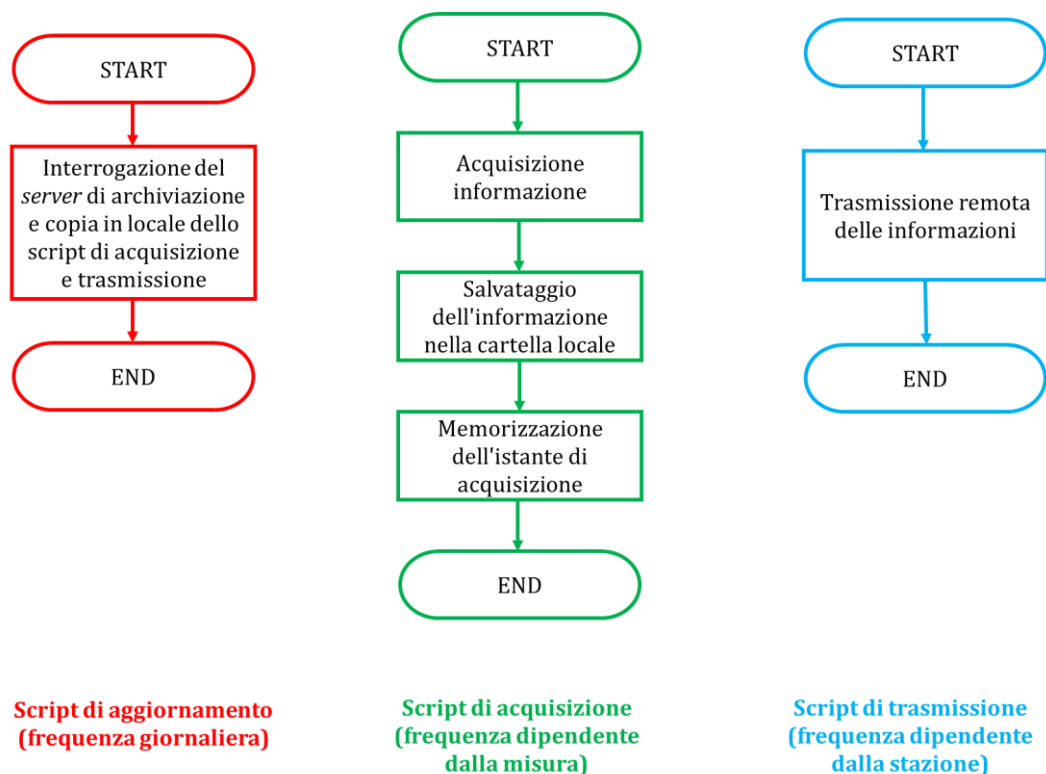 START
Interrogazione del
server di archiviazione
e copia in locale dello
script di acquisizione
e trasmissione
END
Script di aggiornamento
(frequenza giornaliera)
START
Acquisizione
informazione
Salvataggio
dell'informazione
nella cartella locale
Memorizzazione
dell'istante di
acquisizione
END
Script di acquisizione
(frequenza dipendente
dalla misura)
START
Trasmissione remota
delle informazioni
END
Script di trasmissione
(frequenza dipendente
dalla stazione)